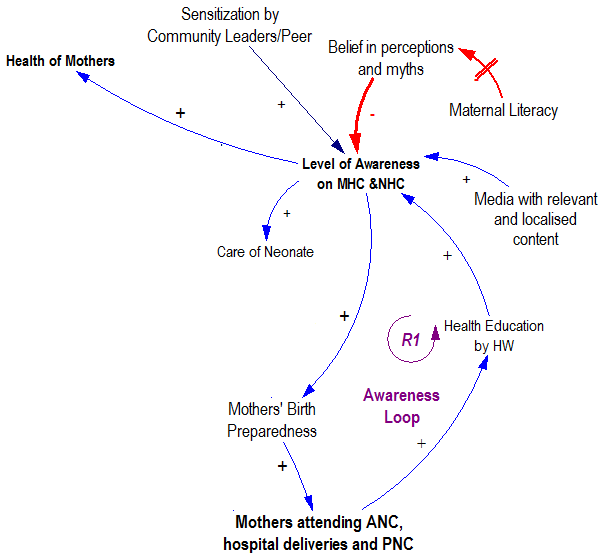 Sensitization by
Community Leaders/Peer
Health of Mothers
Belief in perceptions
and myths
Maternal Literacy
+
+
-
Level of Awareness
on MHC &NHC
+
Media with relevant
and localised
content
+
Care of Neonate
+
+
R1
Health Education
by HW
Awareness
Loop
Mothers' Birth
Preparedness
+
+
Mothers attending ANC,
hospital deliveries and PNC